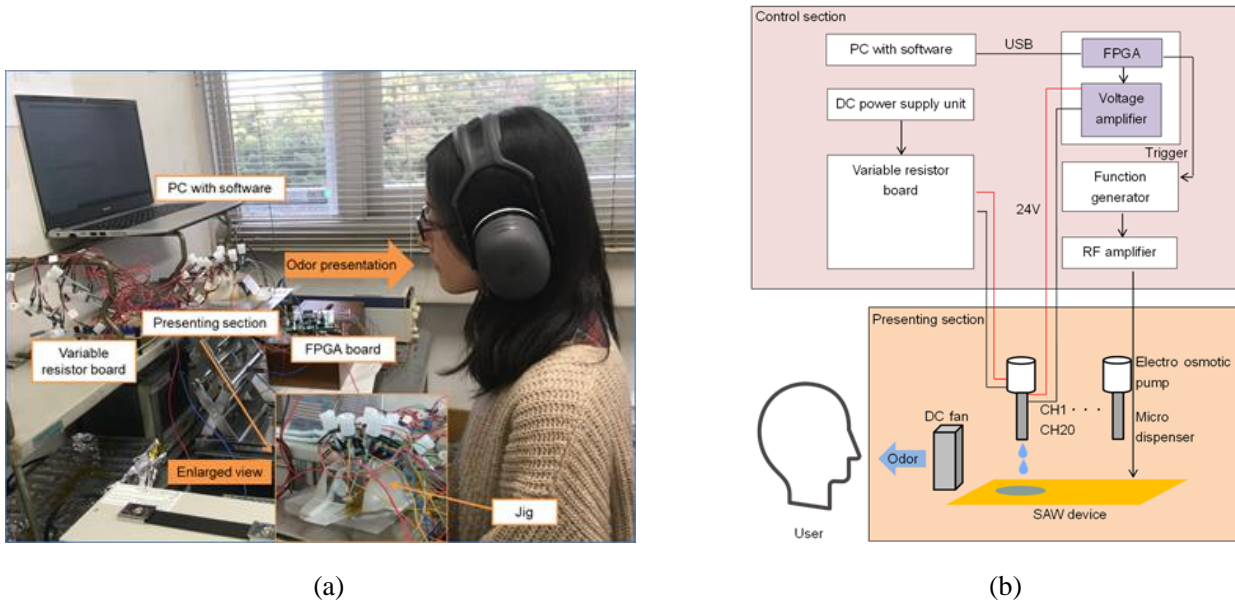 PC with software
Odor presentation
Presenting section
FPGA board
Variable
resistor board
Enlarged view
Jig
(a)
Control section
PC with software
USB
FPGA
DC power supply unit
Voltage
amplifier
Trigger
Variable resistor
board
Function
generator
24V
RF amplifier
Presenting section
Electro osmotic
pump
DC fan
CH1 · · ·
CH20
Micro
dispenser
Odor
SAW device
User
(b)